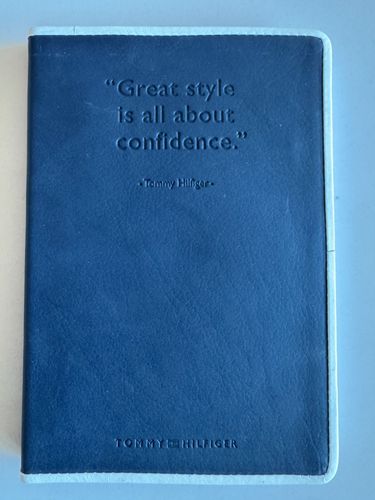 “Great style
is all about
confidence.”
- Tommy Hilfiger -
TOMMY HILFIGER